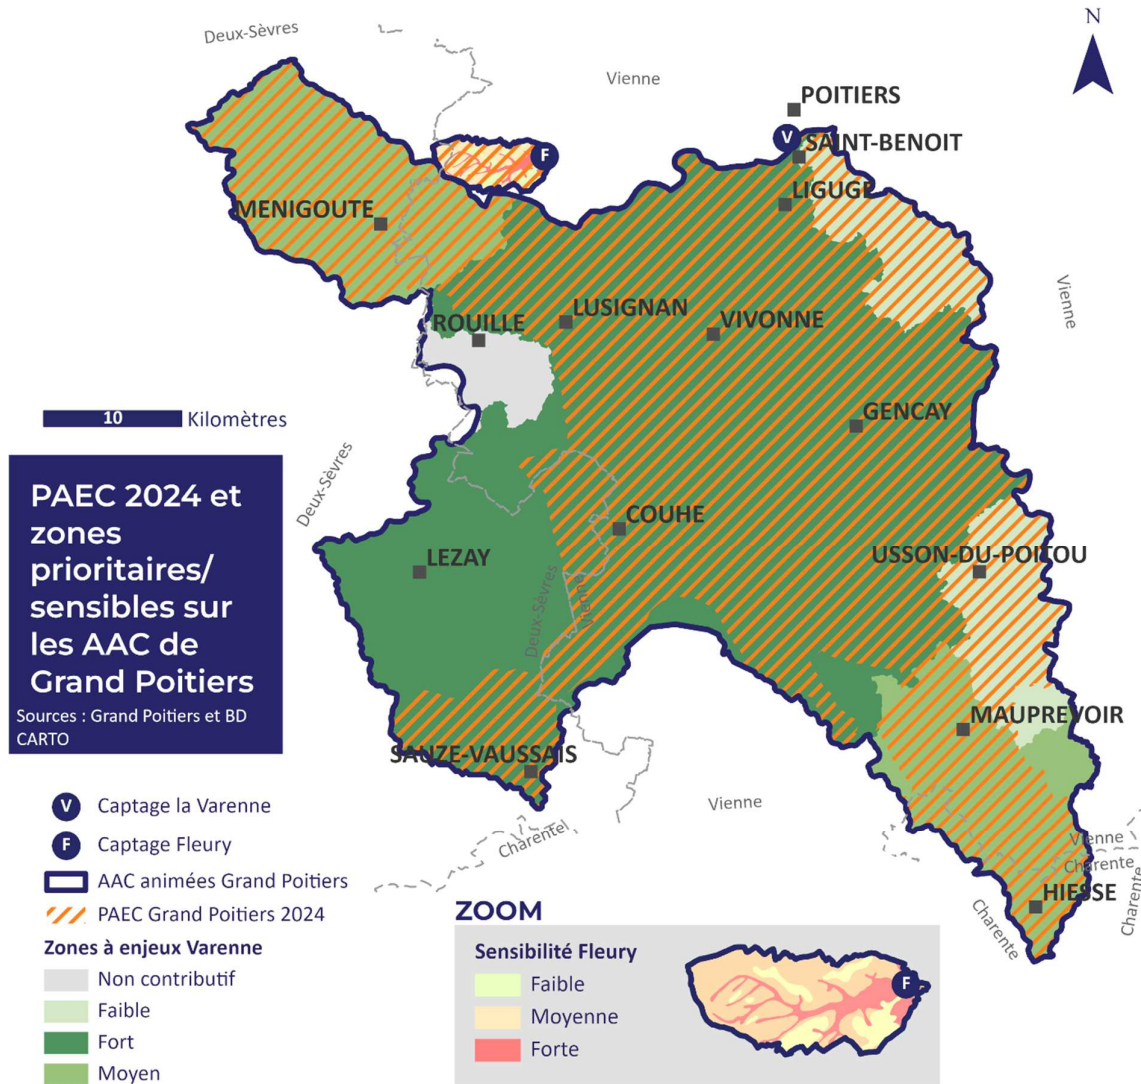 N
Deux-Sèvres
Vienne
POITIERS
V
SAINT-BENOIT
F
LIGUGE
MENIGOUTE
Vienne
LUSIGNAN
ROUILLE
VIVONNE
10 Kilomètres
GENCAY
Deux-Sèvres
PAEC 2024 et
zones
prioritaires/
sensibles sur
les AAC de
Grand Poitiers
Sources : Grand Poitiers et BD
CARTO
COUHE
LEZAY
USSON-DU-POITOU
Deux-Sèvres
Vienne
MAUPREVOIR
SAUZE-VAUSSAIS
Vienne
Charente
Vienne
Charente
HIESSE
Charente
Charente
V Captage la Varenne
F Captage Fleury
AAC animées Grand Poitiers
PAEC Grand Poitiers 2024
Zones à enjeux Varenne
Non contributif
Faible
Fort
Moyen
ZOOM
Sensibilité Fleury
Faible
Moyenne
Forte
F